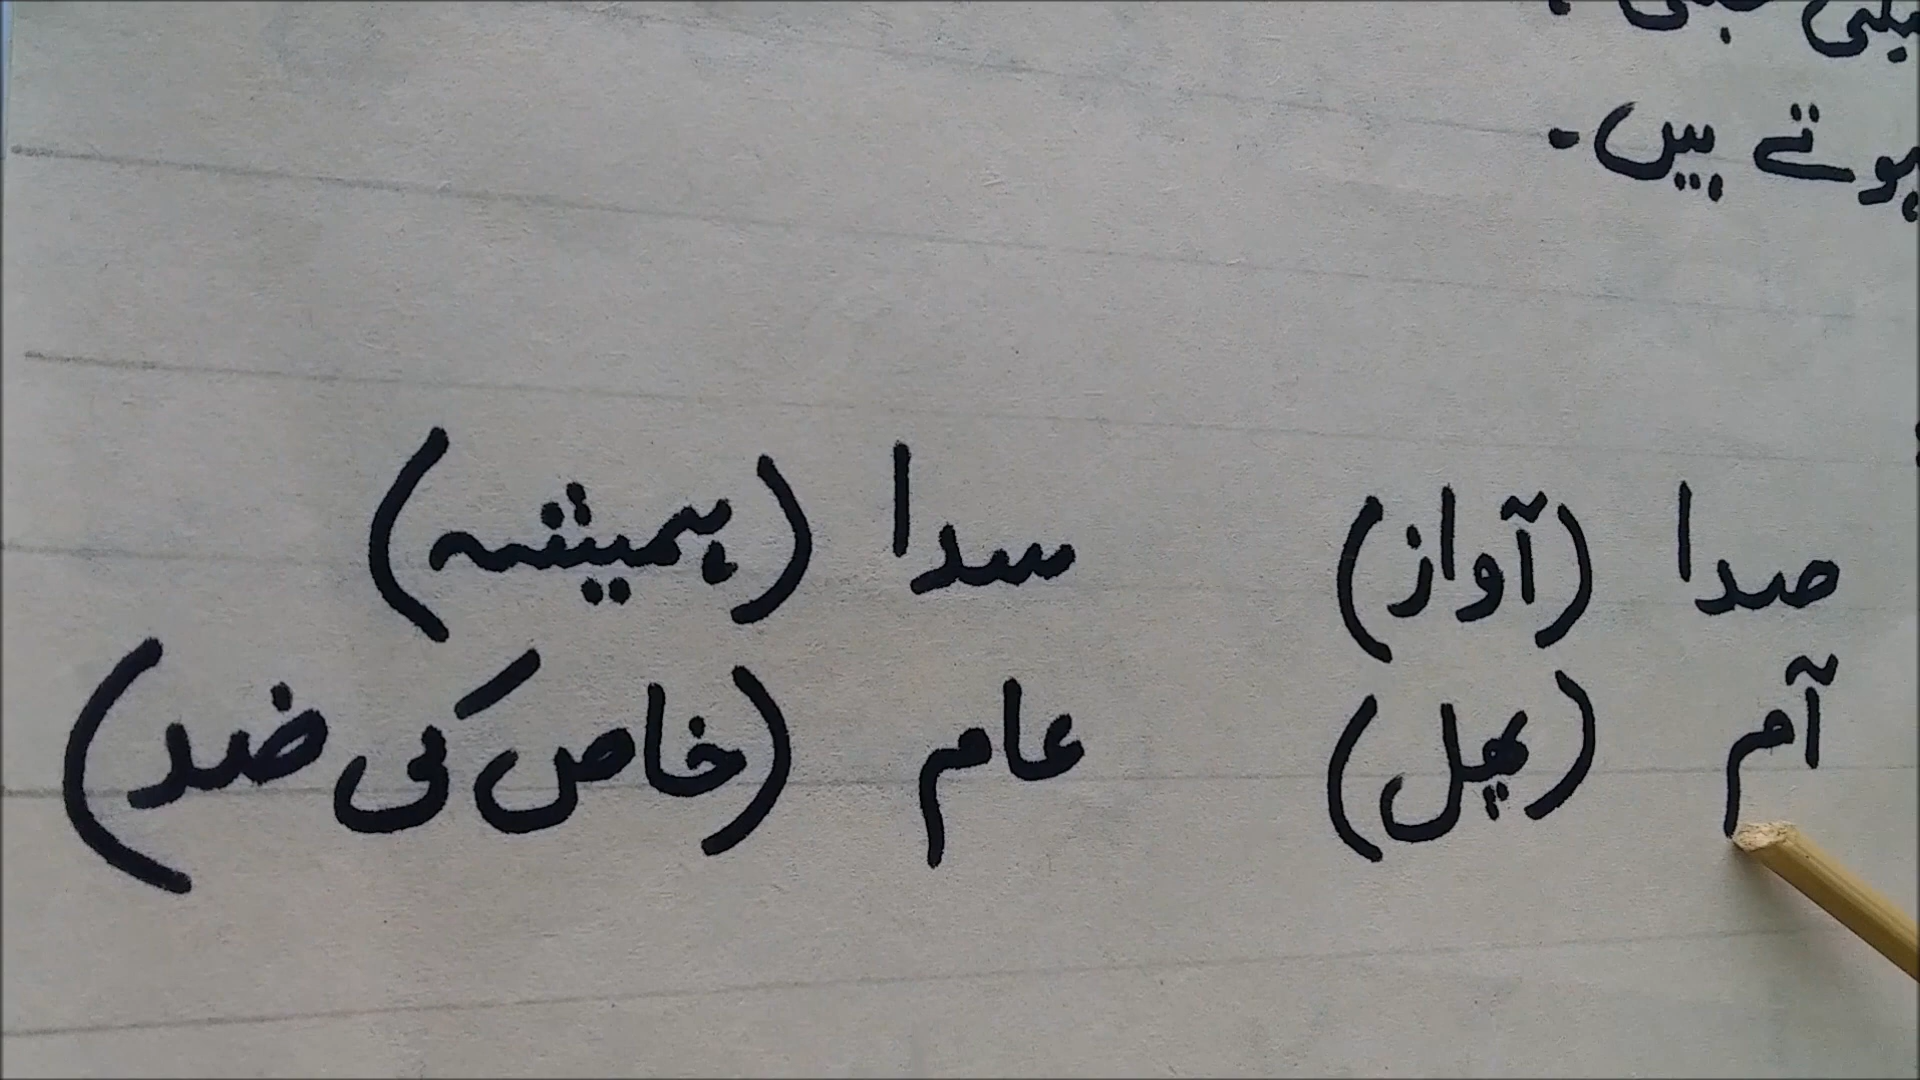 ہوتے ہیں۔
صدا (آواز) سدا (ہمیشہ)
آم (پھل) عام (خاص کی ضد)